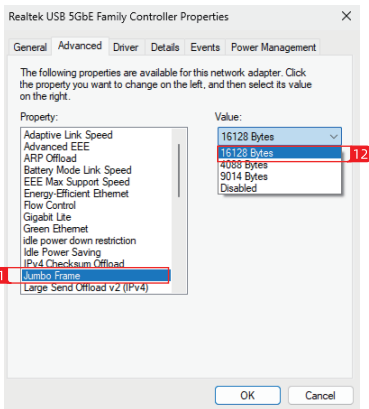 Realtek USB 5GbE Family Controller Properties
General Advanced Driver Details Events Power Management
The following properties are available for this network adapter. Click
the property you want to change on the left, and then select its value
on the right.
Property:
Adaptive Link Speed
Advanced EEE
ARP Offload
Battery Mode Link Speed
EEE Max Support Speed
Energy-Efficient Ethernet
Flow Control
Gigabit Lite
Green Ethernet
idle power down restriction
Idle Power Saving
IPv4 Checksum Offload
Jumbo Frame
Large Send Offload v2 (IPv4)
Value:
16128 Bytes
16128 Bytes
4088 Bytes
9014 Bytes
Disabled
12
OK Cancel